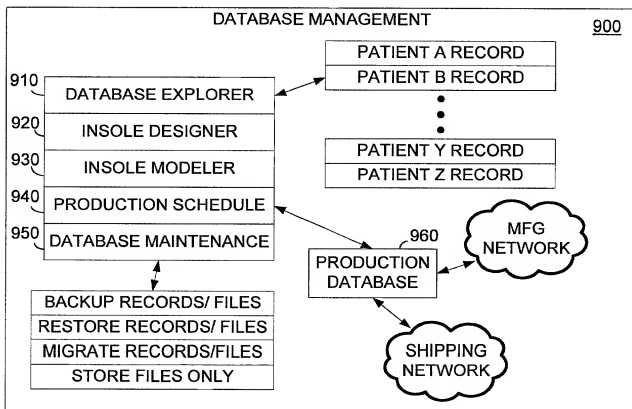 DATABASE MANAGEMENT
900
PATIENT A RECORD
PATIENT B RECORD
PATIENT Y RECORD
PATIENT Z RECORD
910
DATABASE EXPLORER
920
INSOLE DESIGNER
930
INSOLE MODELER
940
PRODUCTION SCHEDULE
950
DATABASE MAINTENANCE
BACKUP RECORDS/ FILES
RESTORE RECORDS/ FILES
MIGRATE RECORDS/FILES
STORE FILES ONLY
960
PRODUCTION
DATABASE
MFG
NETWORK
SHIPPING
NETWORK